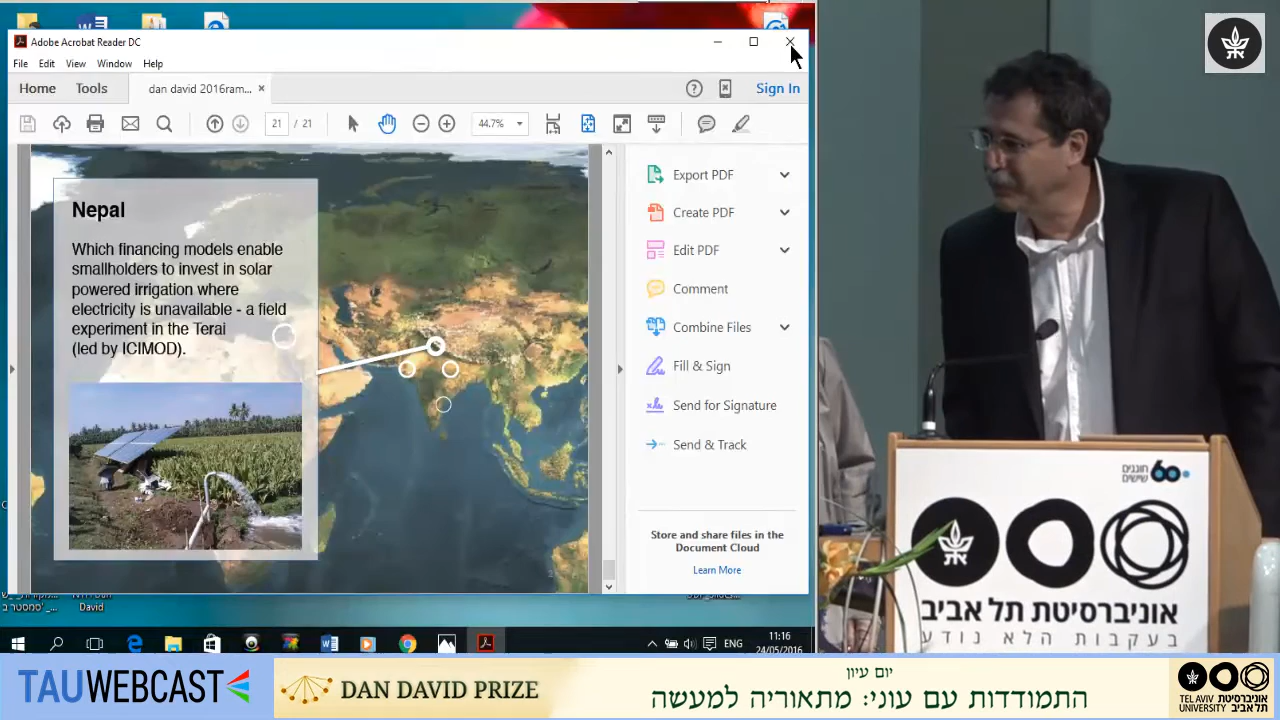 Adobe Acrobat Reader DC
File Edit View Window Help
Home Tools dan david 2016ram... × Sign In
21 / 21 44.7%
Nepal
Which financing models enable
smallholders to invest in solar
powered irrigation where
electricity is unavailable - a field
experiment in the Terai
(led by ICIMOD).
Export PDF
Create PDF
Edit PDF
Comment
Combine Files
Fill & Sign
Send for Signature
Send & Track
Store and share files in the
Document Cloud
Learn More
David
ENG
11:16
24/05/2016
חוגגים
שישים
60
אוניברסיטת תל אביב
בעקבות הלא נודע
TAUWEBCAST
DAN DAVID PRIZE
יום עיון
התמודדות עם עוני: מתאוריה למעשה
TEL AVIV אוניברסיטת
UNIVERSITY תל אביב